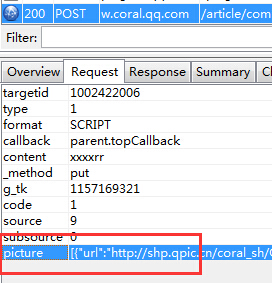 200 POST w.coral.qq.com /article/com
Filter:
Overview Request Response Summary
targetid 1002422006
type 1
format SCRIPT
callback parent.topCallback
content xxxxrr
_method put
g_tk 1157169321
code 1
source 9
subsource 0
picture [{"url":"http://shp.qpic.cn/coral_sh/